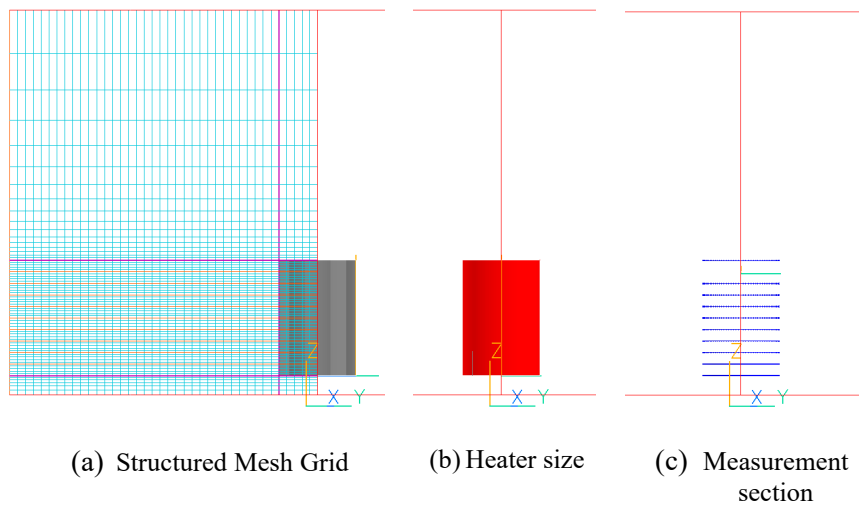 Z
X Y
Z
X Y
Z
X Y
(a) Structured Mesh Grid
(b) Heater size
(c) Measurement
section